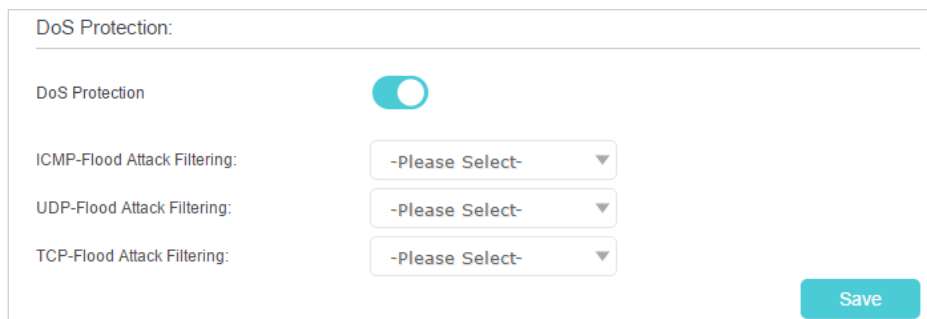 DoS Protection:
DoS Protection
ICMP-Flood Attack Filtering: -Please Select-
UDP-Flood Attack Filtering: -Please Select-
TCP-Flood Attack Filtering: -Please Select-
Save